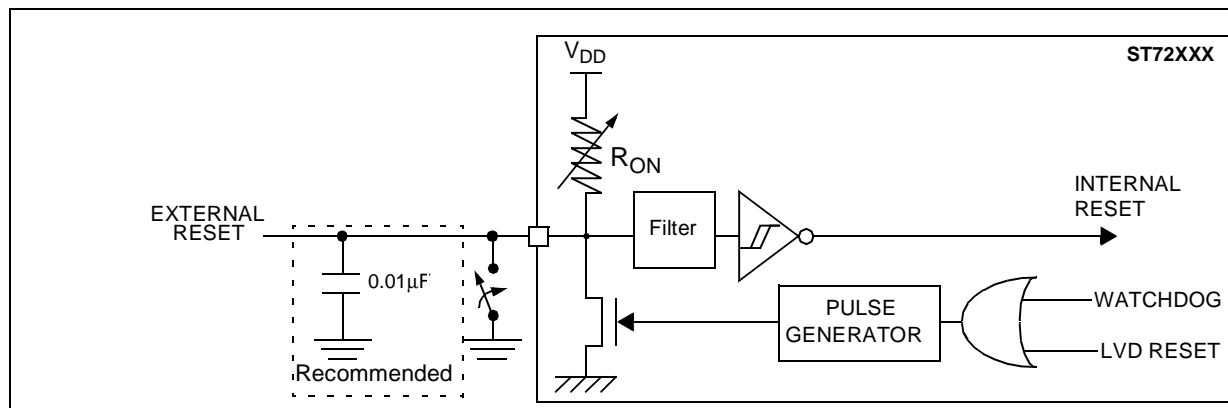 V_DD
ST72XXX
R_ON
INTERNAL
RESET
EXTERNAL
RESET
Filter
0.01µF
PULSE
GENERATOR
WATCHDOG
LVD RESET
Recommended